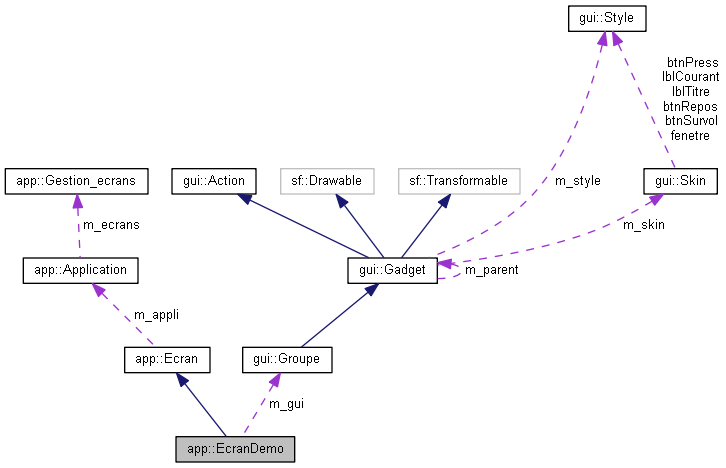 gui::Style
btnPress
lblCourant
lblTitre
btnRepos
btnSurvol
fenetre
app::Gestion_ecrans
gui::Action
sf::Drawable
sf::Transformable
m_style
gui::Skin
m_ecrans
m_skin
app::Application
gui::Gadget
m_parent
m_appli
app::Ecran
gui::Groupe
m_gui
app::EcranDemo